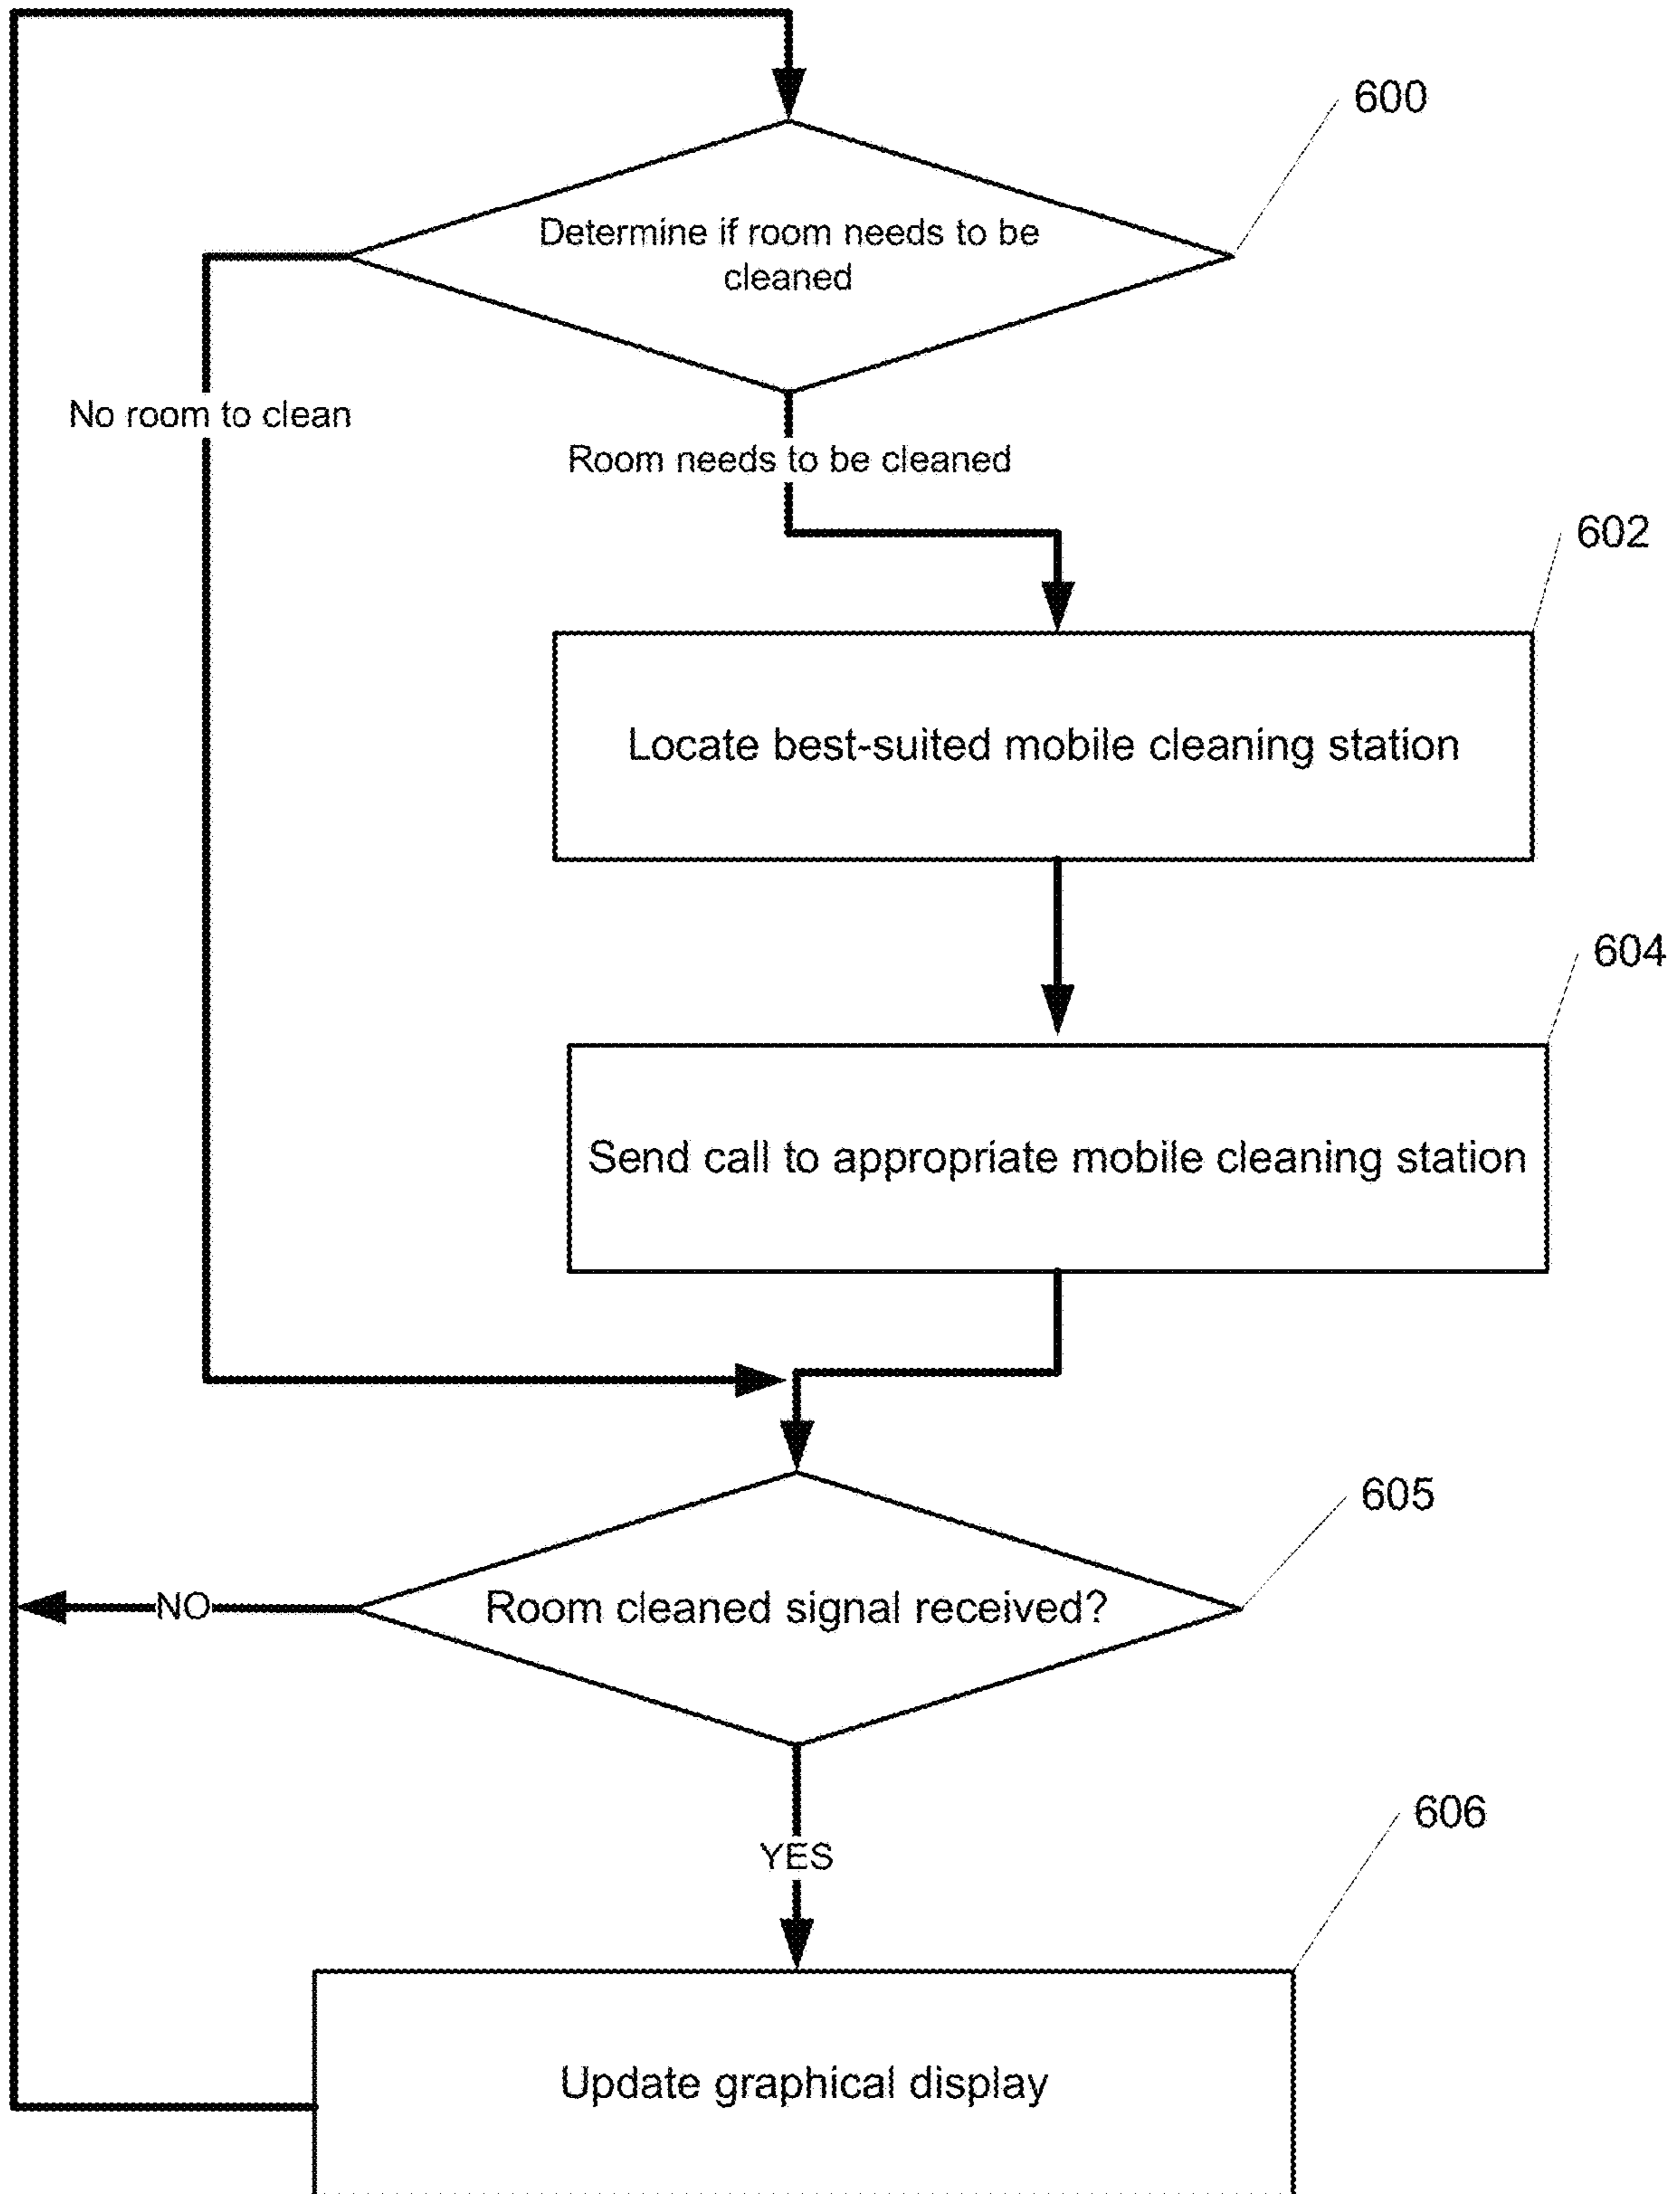 600
Determine if room needs to be
cleaned
No room to clean
Room needs to be cleaned
602
Locate best-suited mobile cleaning station
604
Send call to appropriate mobile cleaning station
605
NO
Room cleaned signal received?
606
YES
Update graphical display